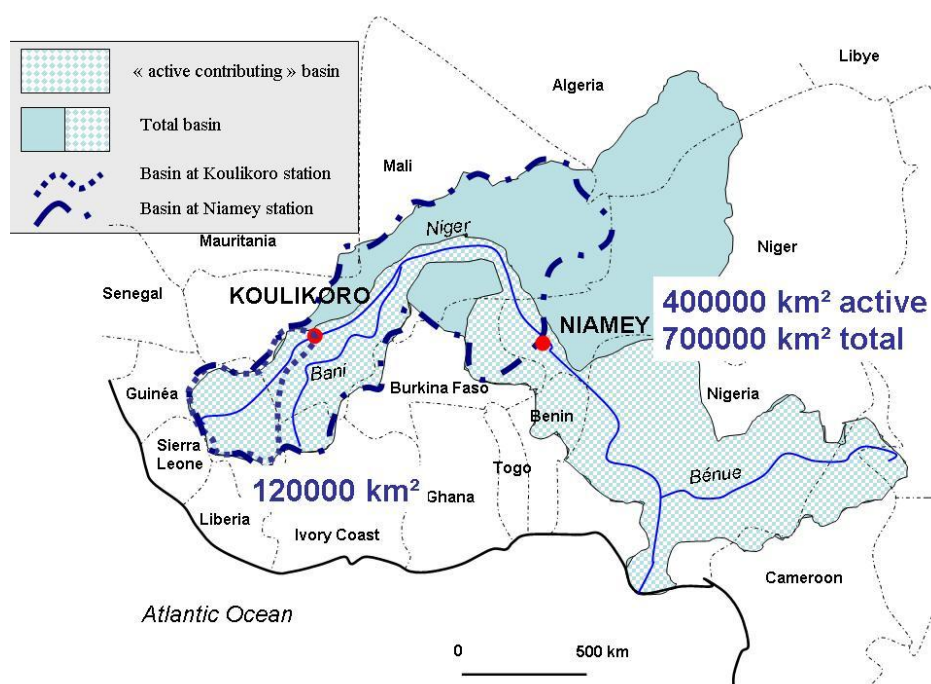 « active contributing » basin
Total basin
Basin at Koulikoro station
Basin at Niamey station
Libye
Algeria
Mali
Mauritania
Niger
Niger
Senegal
KOULIKORO
400000 km² active
NIAMEY
700000 km² total
Bani
Burkina Faso
Guinéa
Nigeria
Benin
Sierra
Leone
Togo
Bénue
120000 km²
Ghana
Liberia
Ivory Coast
Cameroon
Atlantic Ocean
0
500 km